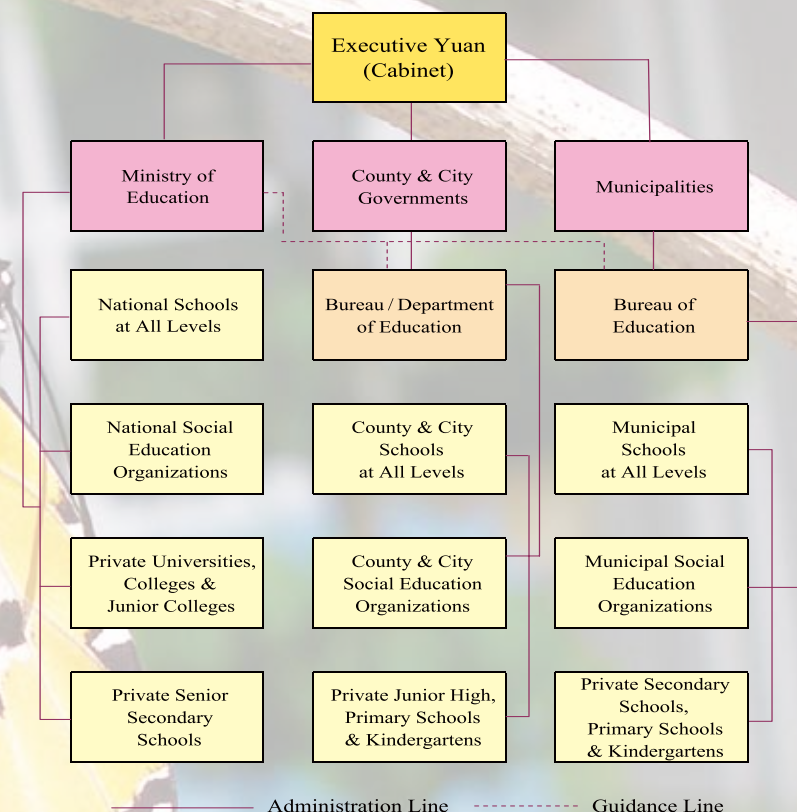 Executive Yuan
(Cabinet)
Ministry of
Education
County & City
Governments
Municipalities
National Schools
at All Levels
Bureau / Department
of Education
Bureau of
Education
National Social
Education
Organizations
County & City
Schools
at All Levels
Municipal
Schools
at All Levels
Private Universities,
Colleges &
Junior Colleges
County & City
Social Education
Organizations
Municipal Social
Education
Organizations
Private Senior
Secondary
Schools
Private Junior High,
Primary Schools
& Kindergartens
Private Secondary
Schools,
Primary Schools
& Kindergartens
Administration Line
Guidance Line